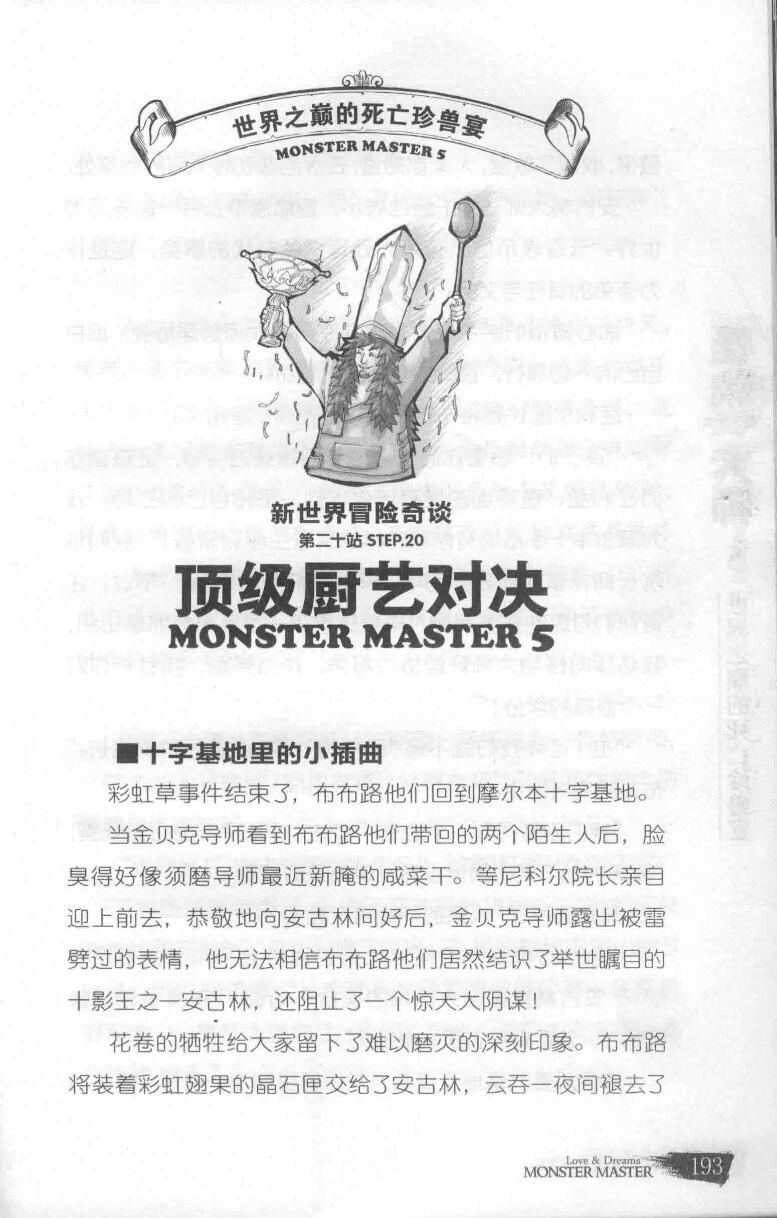 世界之巅的死亡珍兽宴
MONSTER MASTER 5
新世界冒险奇谈
第二十站 STEP.20
顶级厨艺对决
MONSTER MASTER 5
■十字基地里的小插曲
彩虹草事件结束了，布布路他们回到摩尔本十字基地。
当金贝克导师看到布布路他们带回的两个陌生人后，脸
臭得好像须磨导师最近新腌的咸菜干。等尼科尔院长亲自
迎上前去，恭敬地向安古林问好后，金贝克导师露出被雷
劈过的表情，他无法相信布布路他们居然结识了举世瞩目的
十影王之一安古林，还阻止了一个惊天大阴谋！
花卷的牺牲给大家留下了难以磨灭的深刻印象。布布路
将装着彩虹翅果的晶石匣交给了安古林，云吞一夜间褪去了
Love & Dreams
MONSTER MASTER 193